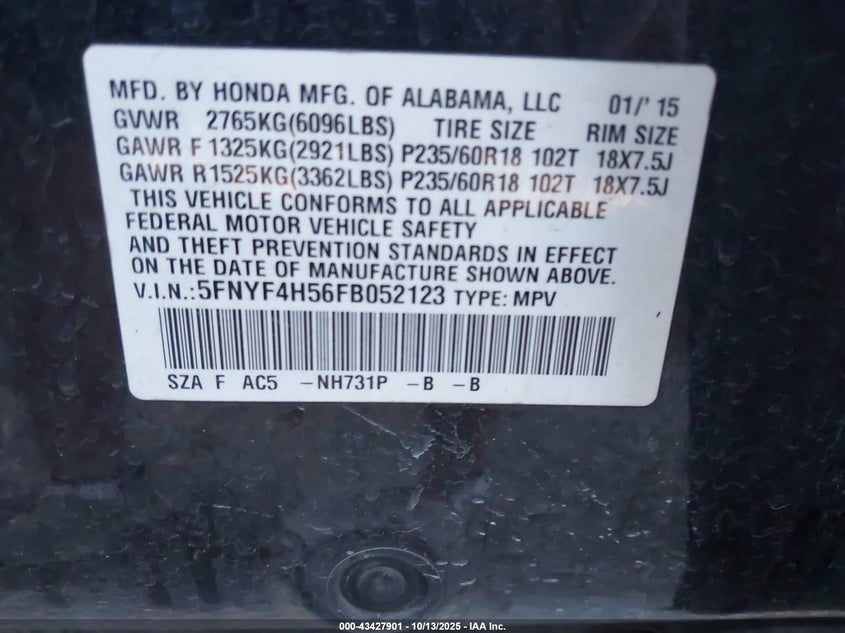 MFD. BY HONDA MFG. OF ALABAMA, LLC 01/' 15
GVWR 2765KG(6096LBS) TIRE SIZE RIM SIZE
GAWR F 1325KG(2921LBS) P235/60R18 102T 18X7.5J
GAWR R1525KG(3362LBS) P235/60R18 102T 18X7.5J
THIS VEHICLE CONFORMS TO ALL APPLICABLE
FEDERAL MOTOR VEHICLE SAFETY
AND THEFT PREVENTION STANDARDS IN EFFECT
ON THE DATE OF MANUFACTURE SHOWN ABOVE.
V.I.N.:5FNYF4H56FB052123 TYPE: MPV
SZA F AC5 -NH731P -B -B
000-43427901 - 10/13/2025 - IAA Inc.